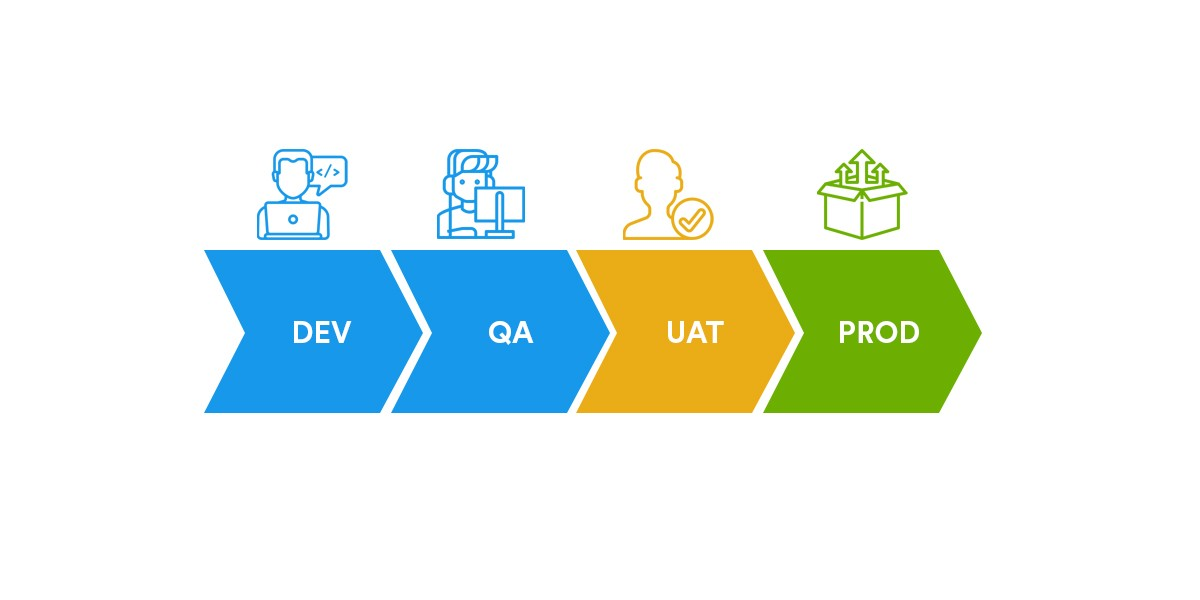 </>
DEV
QA
UAT
PROD